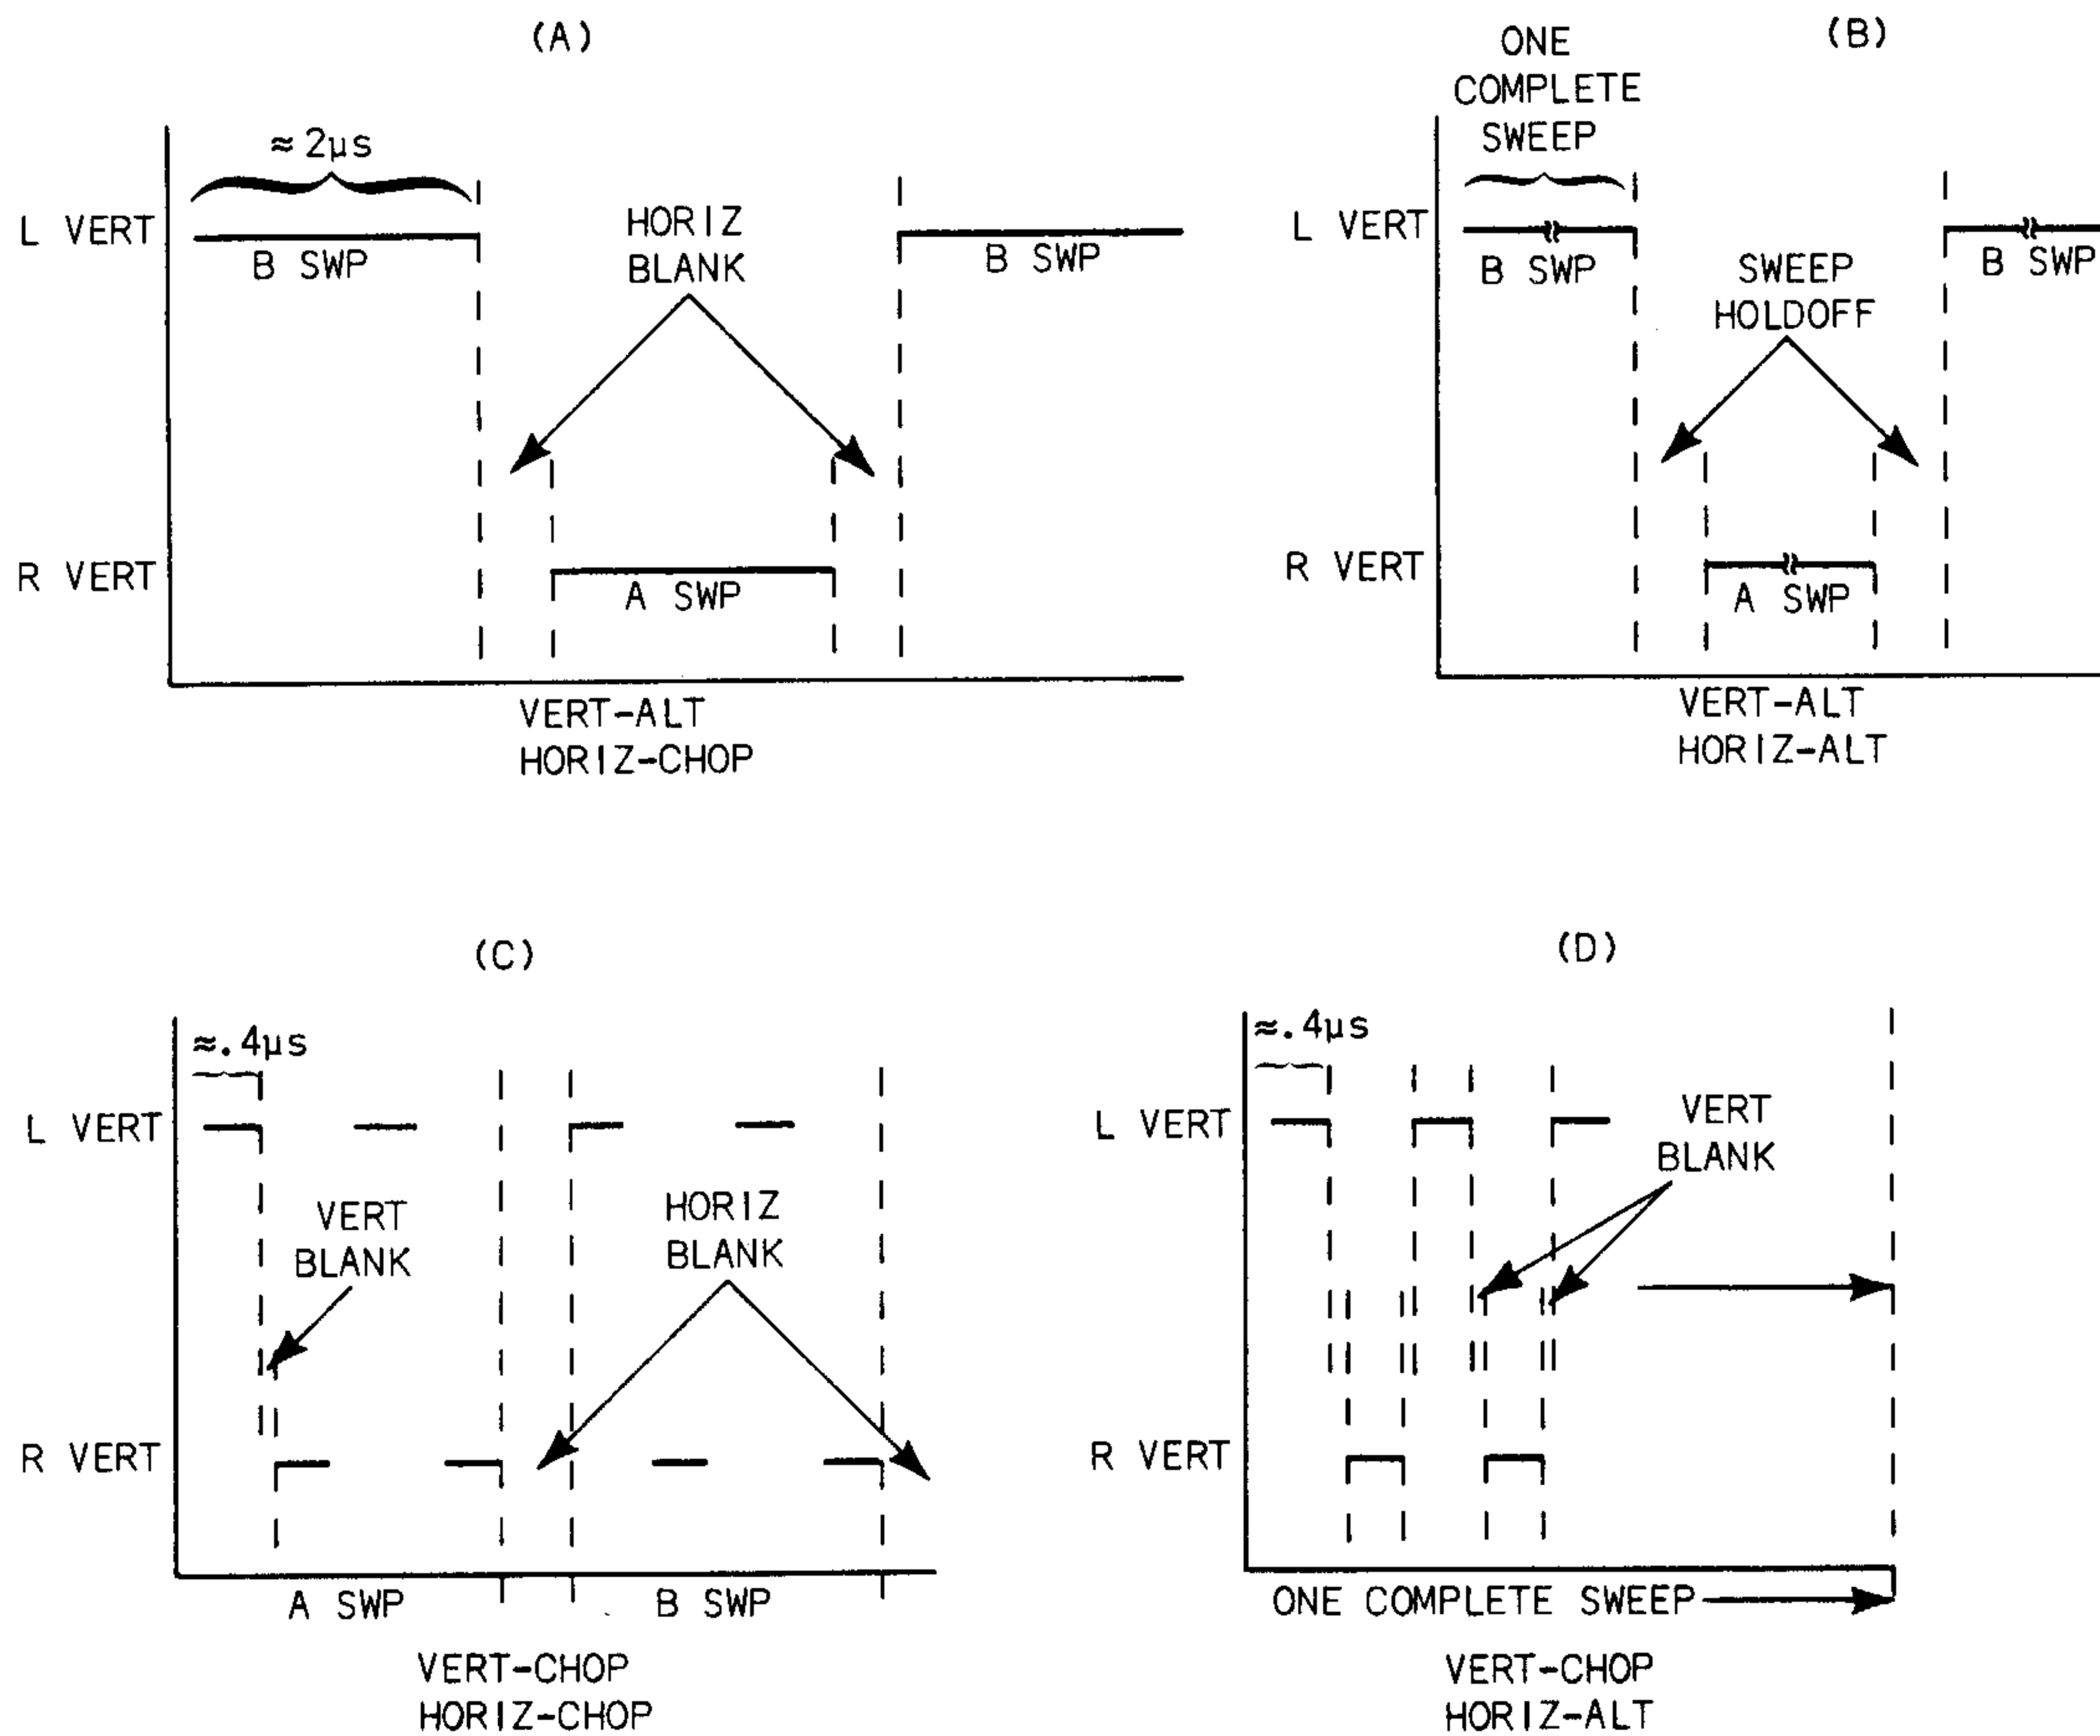 (A)
≈ 2µs
L VERT
B SWP
HORIZ
BLANK
B SWP
R VERT
A SWP
VERT-ALT
HORIZ-CHOP
(B)
ONE
COMPLETE
SWEEP
L VERT
B SWP
SWEEP
HOLDOFF
B SWP
R VERT
A SWP
VERT-ALT
HORIZ-ALT
(C)
≈.4µs
L VERT
VERT
BLANK
HORIZ
BLANK
R VERT
A SWP
B SWP
VERT-CHOP
HORIZ-CHOP
(D)
≈.4µs
L VERT
VERT
BLANK
R VERT
ONE COMPLETE SWEEP
VERT-CHOP
HORIZ-ALT